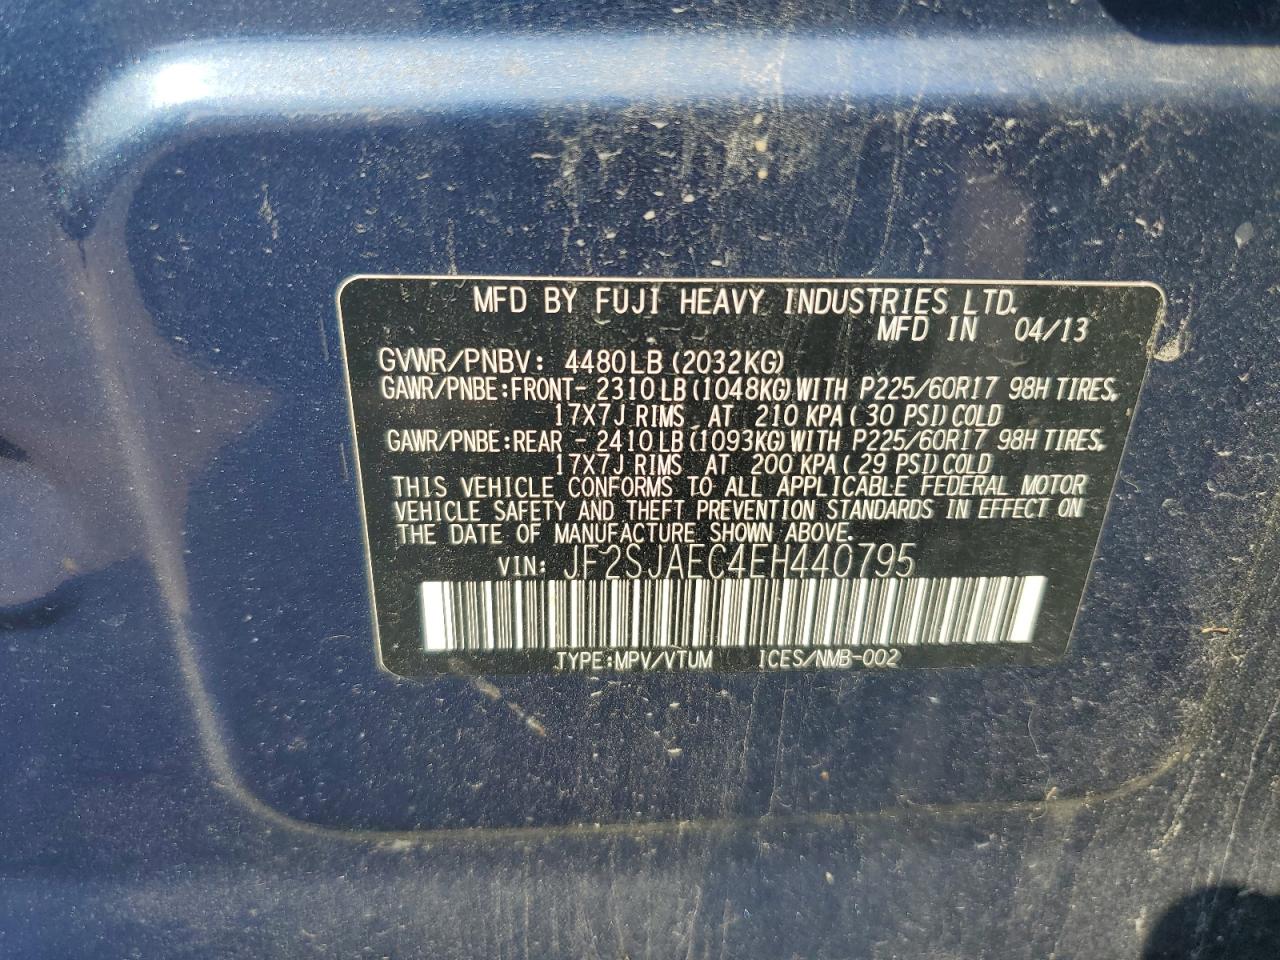 MFD BY FUJI HEAVY INDUSTRIES LTD.
MFD IN 04/13
GVWR/PNBV: 4480LB (2032KG)
GAWR/PNBE:FRONT- 2310LB (1048KG) WITH P225/60R17 98H TIRES,
17X7J RIMS AT 210 KPA ( 30 PSI) COLD
GAWR/PNBE:REAR - 2410LB (1093KG) WITH P225/60R17 98H TIRES,
17X7J RIMS AT 200 KPA ( 29 PSI) COLD
THIS VEHICLE CONFORMS TO ALL APPLICABLE FEDERAL MOTOR
VEHICLE SAFETY AND THEFT PREVENTION STANDARDS IN EFFECT ON
THE DATE OF MANUFACTURE SHOWN ABOVE.
VIN: JF2SJAEC4EH440795
TYPE:MPV/VTUM ICES/NMB-002